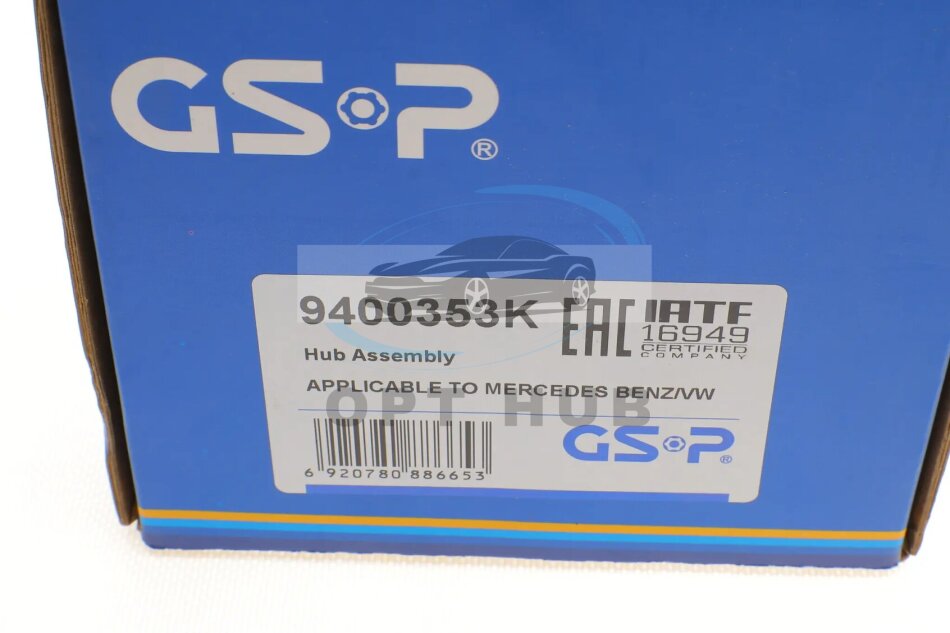 GSP®
9400353K
EAC
IATF
16949
CERTIFIED
COMPANY
Hub Assembly
APPLICABLE TO MERCEDES BENZ/VW
OPT HUB
GSP®
6 920780 886653